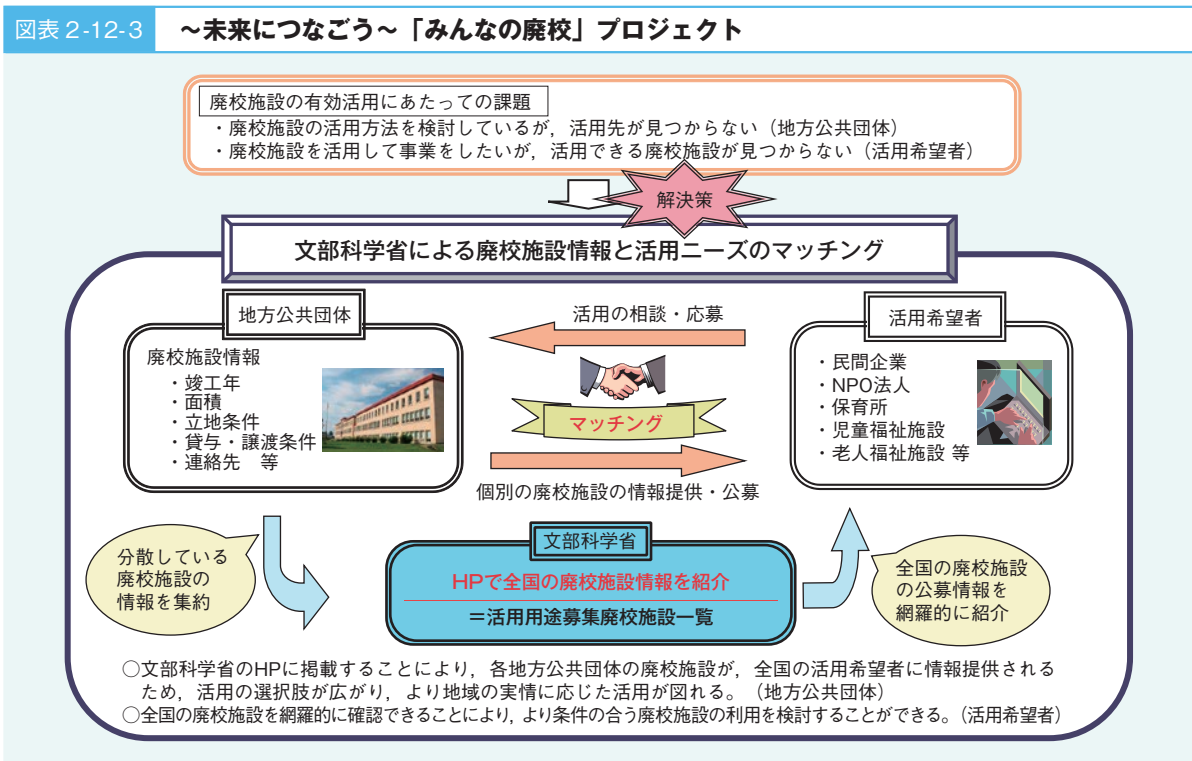 図表 2-12-3 ～未来につなごう～「みんなの廃校」プロジェクト
廃校施設の有効活用にあたっての課題
・廃校施設の活用方法を検討しているが，活用先が見つからない（地方公共団体）
・廃校施設を活用して事業をしたいが，活用できる廃校施設が見つからない（活用希望者）
解決策
文部科学省による廃校施設情報と活用ニーズのマッチング
地方公共団体
廃校施設情報
・竣工年
・面積
・立地条件
・貸与・譲渡条件
・連絡先　等
活用の相談・応募
マッチング
個別の廃校施設の情報提供・公募
活用希望者
・民間企業
・NPO法人
・保育所
・児童福祉施設
・老人福祉施設 等
分散している
廃校施設の
情報を集約
文部科学省
HPで全国の廃校施設情報を紹介
＝活用用途募集廃校施設一覧
全国の廃校施設
の公募情報を
網羅的に紹介
○文部科学省のHPに掲載することにより，各地方公共団体の廃校施設が，全国の活用希望者に情報提供される
ため，活用の選択肢が広がり，より地域の実情に応じた活用が図れる。（地方公共団体）
○全国の廃校施設を網羅的に確認できることにより，より条件の合う廃校施設の利用を検討することができる。（活用希望者）